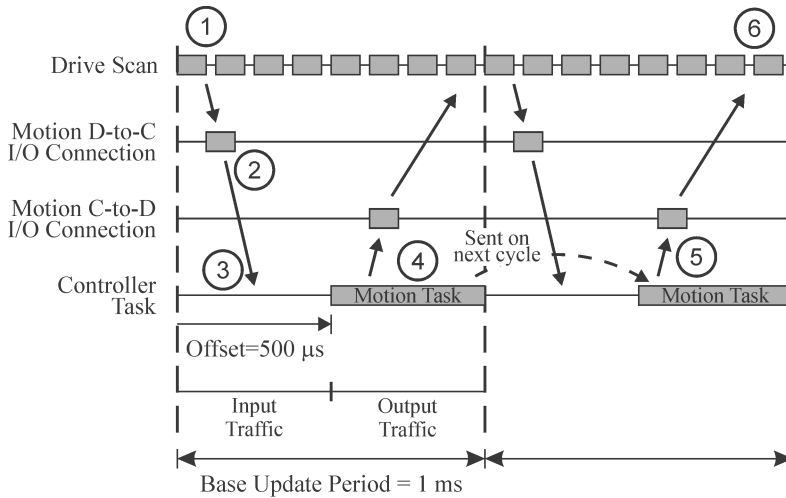 1
6
Drive Scan
Motion D-to-C
I/O Connection
2
Motion C-to-D
I/O Connection
Sent on
next cycle
3
4
5
Controller
Task
Motion Task
Motion Task
Offset=500 μs
Input
Traffic
Output
Traffic
Base Update Period = 1 ms